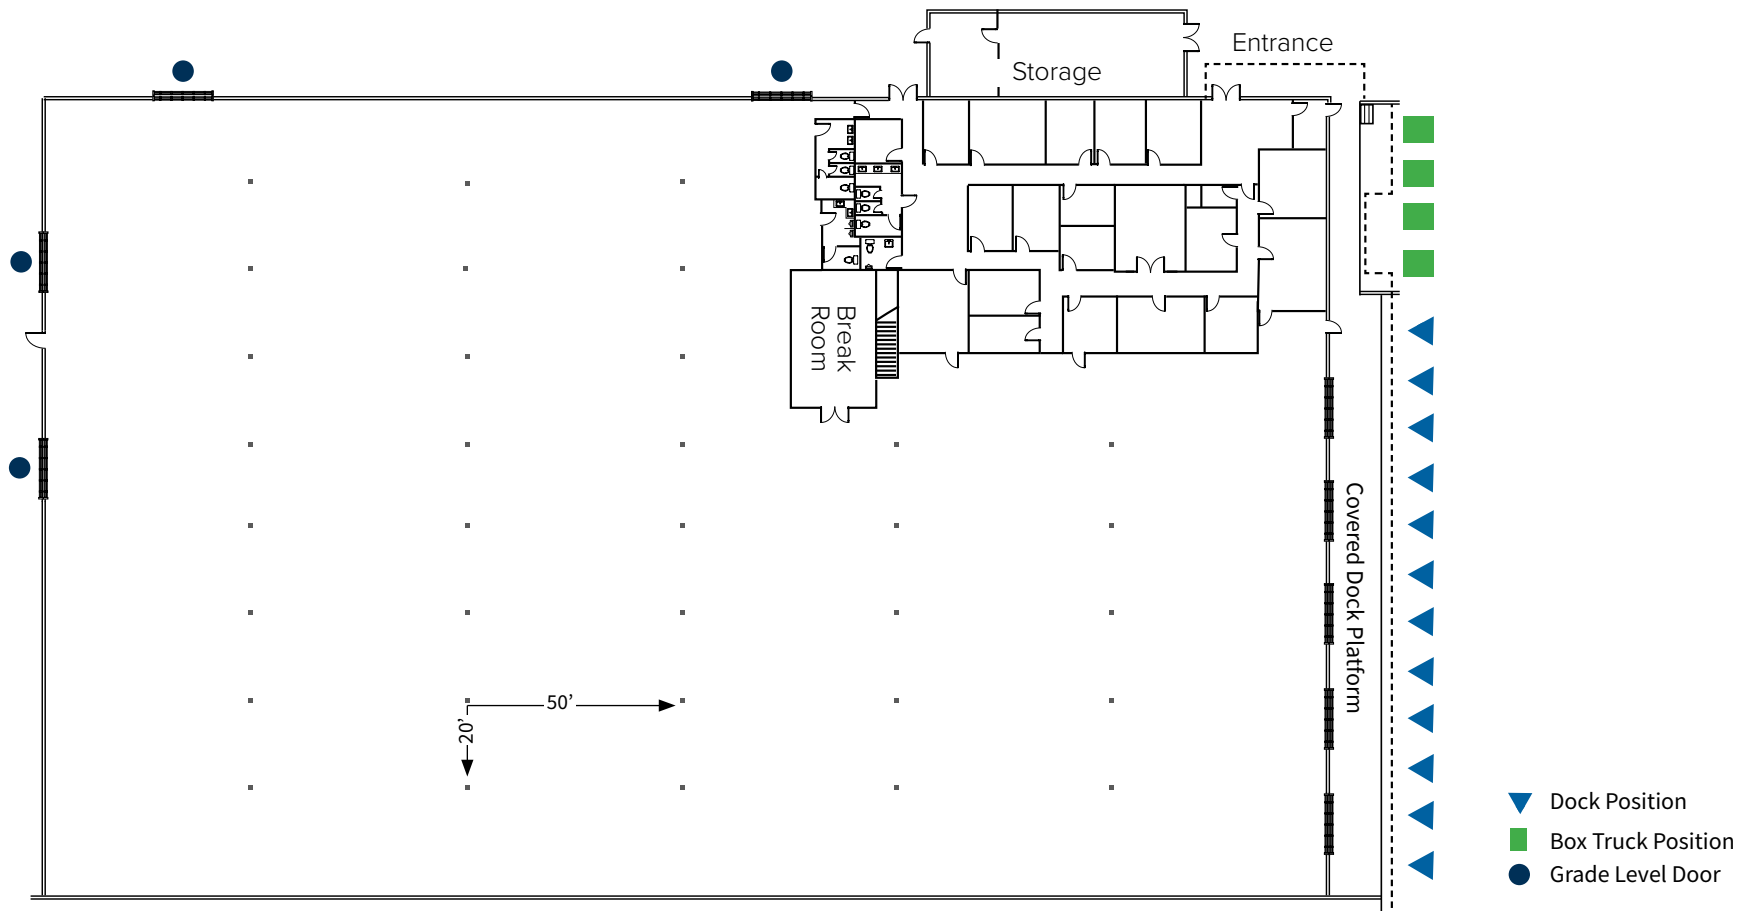 Entrance
Storage
Break
Room
Covered Dock Platform
50’
20’
Dock Position
Box Truck Position
Grade Level Door